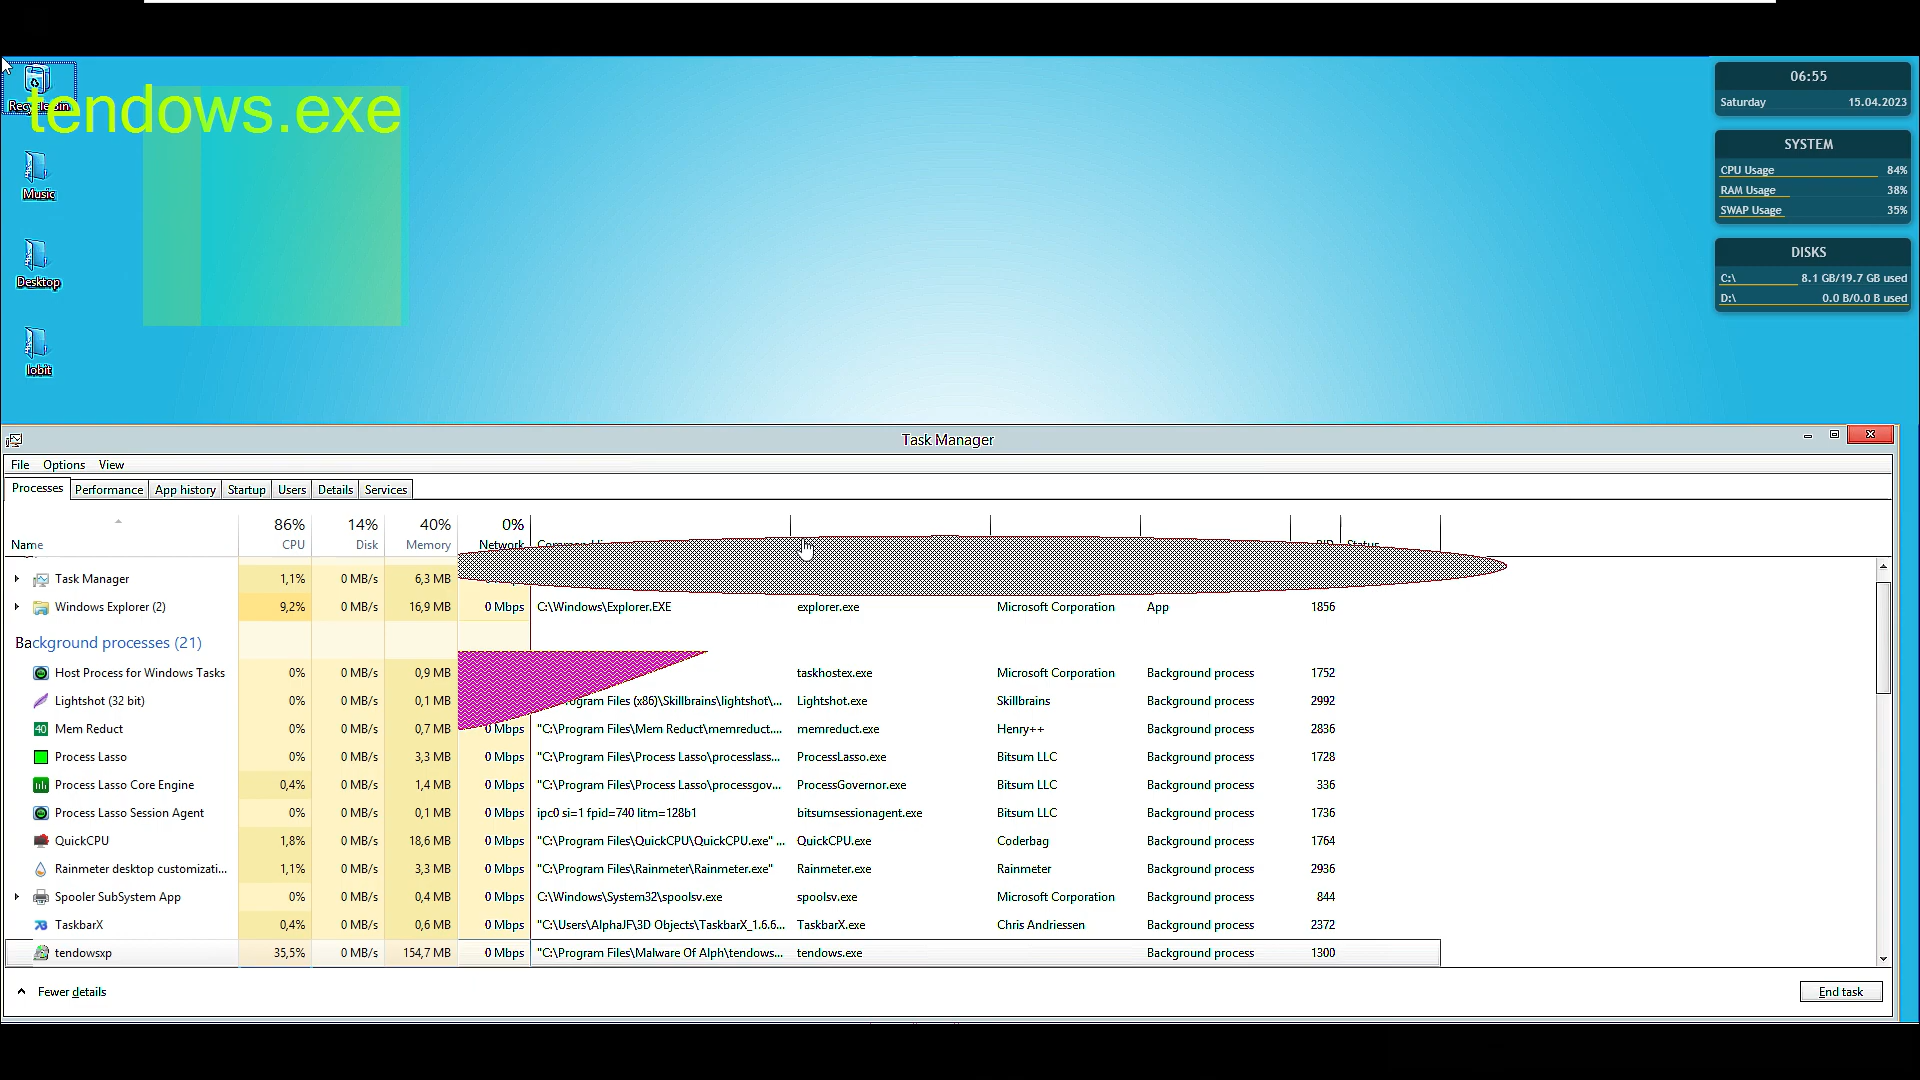 Recycle Bin
tendows.exe
Music
Desktop
Iobit
06:55
Saturday 15.04.2023
SYSTEM
CPU Usage 84%
RAM Usage 38%
SWAP Usage 35%
DISKS
C:\ 8.1 GB/19.7 GB used
D:\ 0.0 B/0.0 B used
Task Manager
File Options View
Processes Performance App history Startup Users Details Services
86% 14% 40% 0%
Name CPU Disk Memory Network PID Status
Task Manager 1,1% 0 MB/s 6,3 MB
Windows Explorer (2) 9,2% 0 MB/s 16,9 MB 0 Mbps C:\Windows\Explorer.EXE explorer.exe Microsoft Corporation App 1856
Background processes (21)
Host Process for Windows Tasks 0% 0 MB/s 0,9 MB taskhostex.exe Microsoft Corporation Background process 1752
Lightshot (32 bit) 0% 0 MB/s 0,1 MB ogram Files (x86)\Skillbrains\lightshot\... Lightshot.exe Skillbrains Background process 2992
40 Mem Reduct 0% 0 MB/s 0,7 MB 0 Mbps "C:\Program Files\Mem Reduct\memreduct.... memreduct.exe Henry++ Background process 2836
Process Lasso 0% 0 MB/s 3,3 MB 0 Mbps "C:\Program Files\Process Lasso\processlass... ProcessLasso.exe Bitsum LLC Background process 1728
Process Lasso Core Engine 0,4% 0 MB/s 1,4 MB 0 Mbps "C:\Program Files\Process Lasso\processgov... ProcessGovernor.exe Bitsum LLC Background process 336
Process Lasso Session Agent 0% 0 MB/s 0,1 MB 0 Mbps ipc0 si=1 fpid=740 litm=128b1 bitsumsessionagent.exe Bitsum LLC Background process 1736
QuickCPU 1,8% 0 MB/s 18,6 MB 0 Mbps "C:\Program Files\QuickCPU\QuickCPU.exe" ... QuickCPU.exe Coderbag Background process 1764
Rainmeter desktop customizati... 1,1% 0 MB/s 3,3 MB 0 Mbps "C:\Program Files\Rainmeter\Rainmeter.exe" Rainmeter.exe Rainmeter Background process 2936
Spooler SubSystem App 0% 0 MB/s 0,4 MB 0 Mbps C:\Windows\System32\spoolsv.exe spoolsv.exe Microsoft Corporation Background process 844
TaskbarX 0,4% 0 MB/s 0,6 MB 0 Mbps "C:\Users\AlphaJF\3D Objects\TaskbarX_1.6.6... TaskbarX.exe Chris Andriessen Background process 2372
tendowsxp 35,5% 0 MB/s 154,7 MB 0 Mbps "C:\Program Files\Malware Of Alph\tendows... tendows.exe Background process 1300
Fewer details
End task